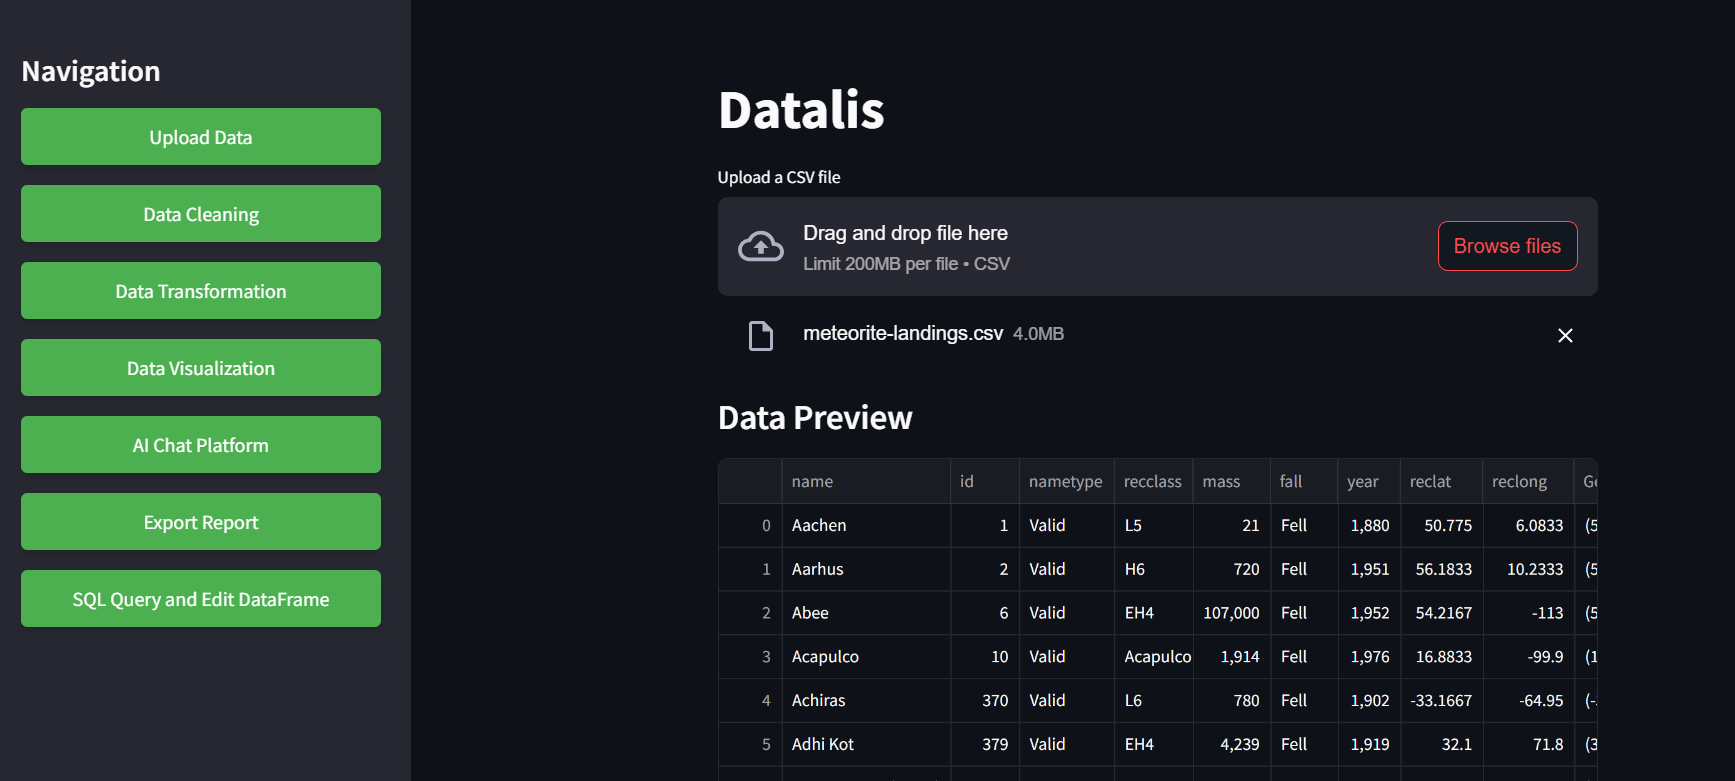 Navigation
Upload Data
Data Cleaning
Data Transformation
Data Visualization
AI Chat Platform
Export Report
SQL Query and Edit DataFrame
Datalis
Upload a CSV file
Drag and drop file here
Limit 200MB per file • CSV
Browse files
meteorite-landings.csv 4.0MB
Data Preview
name id nametype recclass mass fall year reclat reclong
0 Aachen 1 Valid L5 21 Fell 1,880 50.775 6.0833 (5
1 Aarhus 2 Valid H6 720 Fell 1,951 56.1833 10.2333 (5
2 Abee 6 Valid EH4 107,000 Fell 1,952 54.2167 -113 (5
3 Acapulco 10 Valid Acapulco 1,914 Fell 1,976 16.8833 -99.9 (1
4 Achiras 370 Valid L6 780 Fell 1,902 -33.1667 -64.95 (-
5 Adhi Kot 379 Valid EH4 4,239 Fell 1,919 32.1 71.8 (3